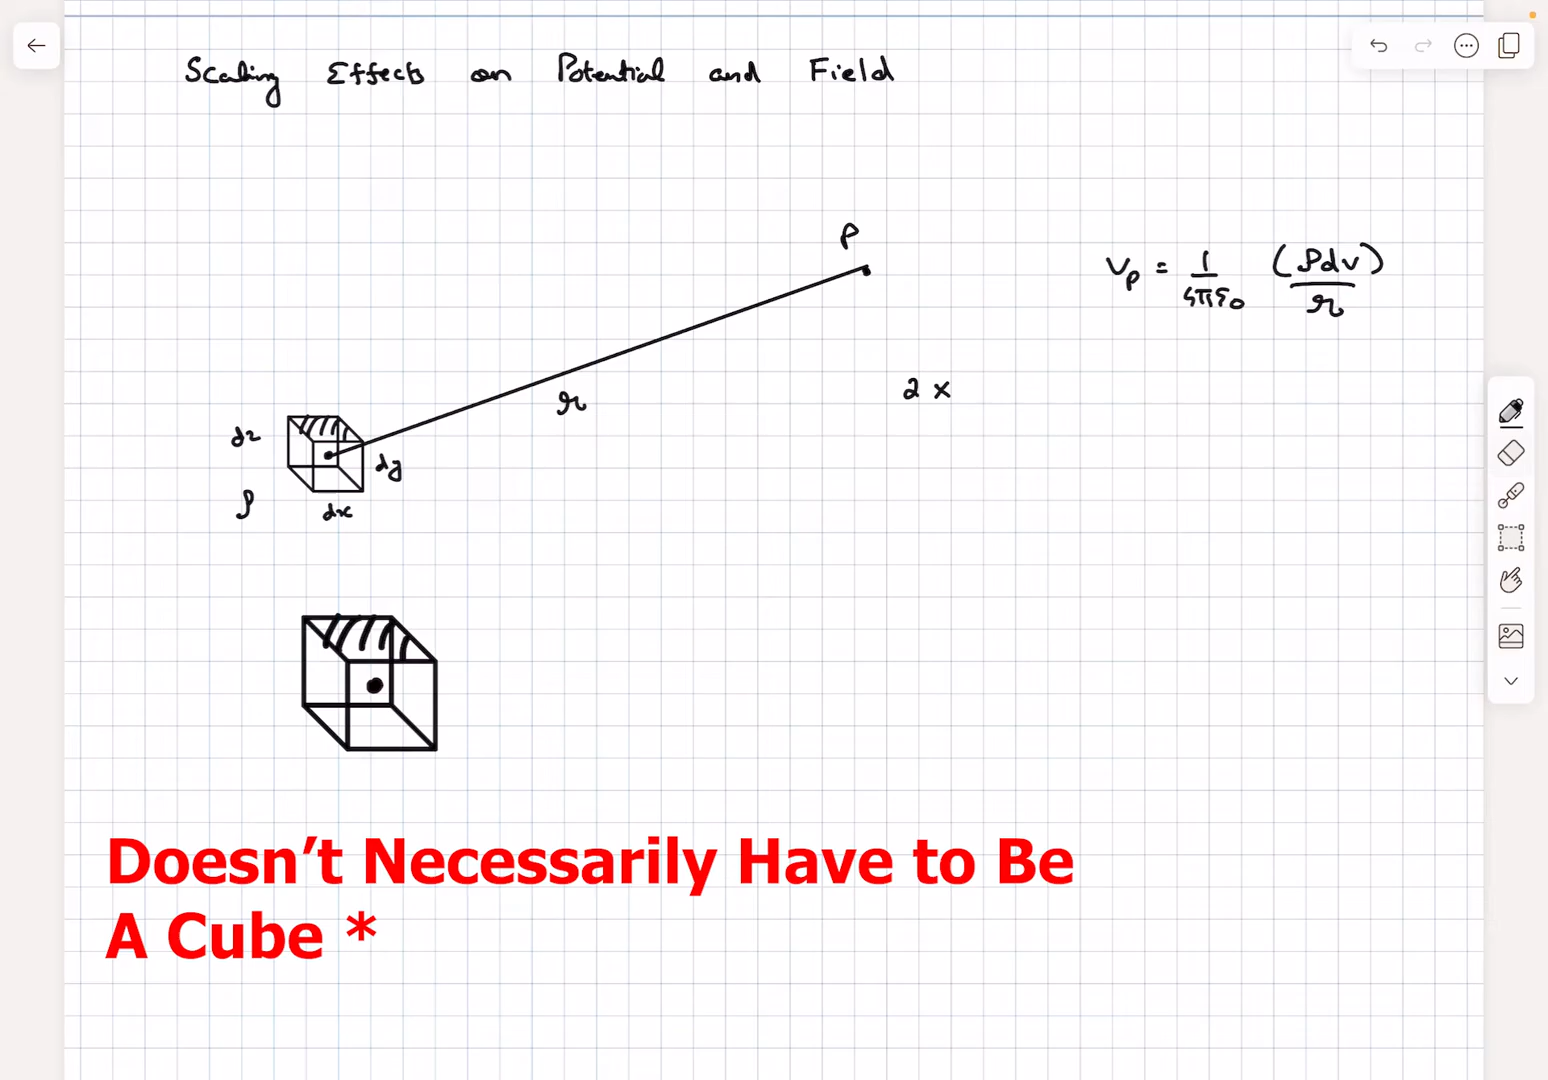 Scaling Effects on Potential and Field
P
Vp = 1/4πε0 (ρdv)/r
2x
r
dz
dy
ρ
dx
Doesn't Necessarily Have to Be
A Cube *